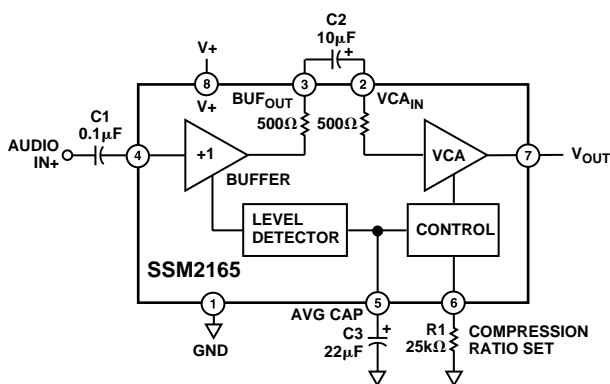 C2
10µF
+
V+
8
V+
3
BUFOUT
2
VCAIN
C1
0.1µF
500Ω
500Ω
AUDIO
IN+
4
+1
BUFFER
VCA
7
VOUT
LEVEL
DETECTOR
CONTROL
SSM2165
1
GND
AVG CAP
5
6
C3
22µF
+
R1
25kΩ
COMPRESSION
RATIO SET